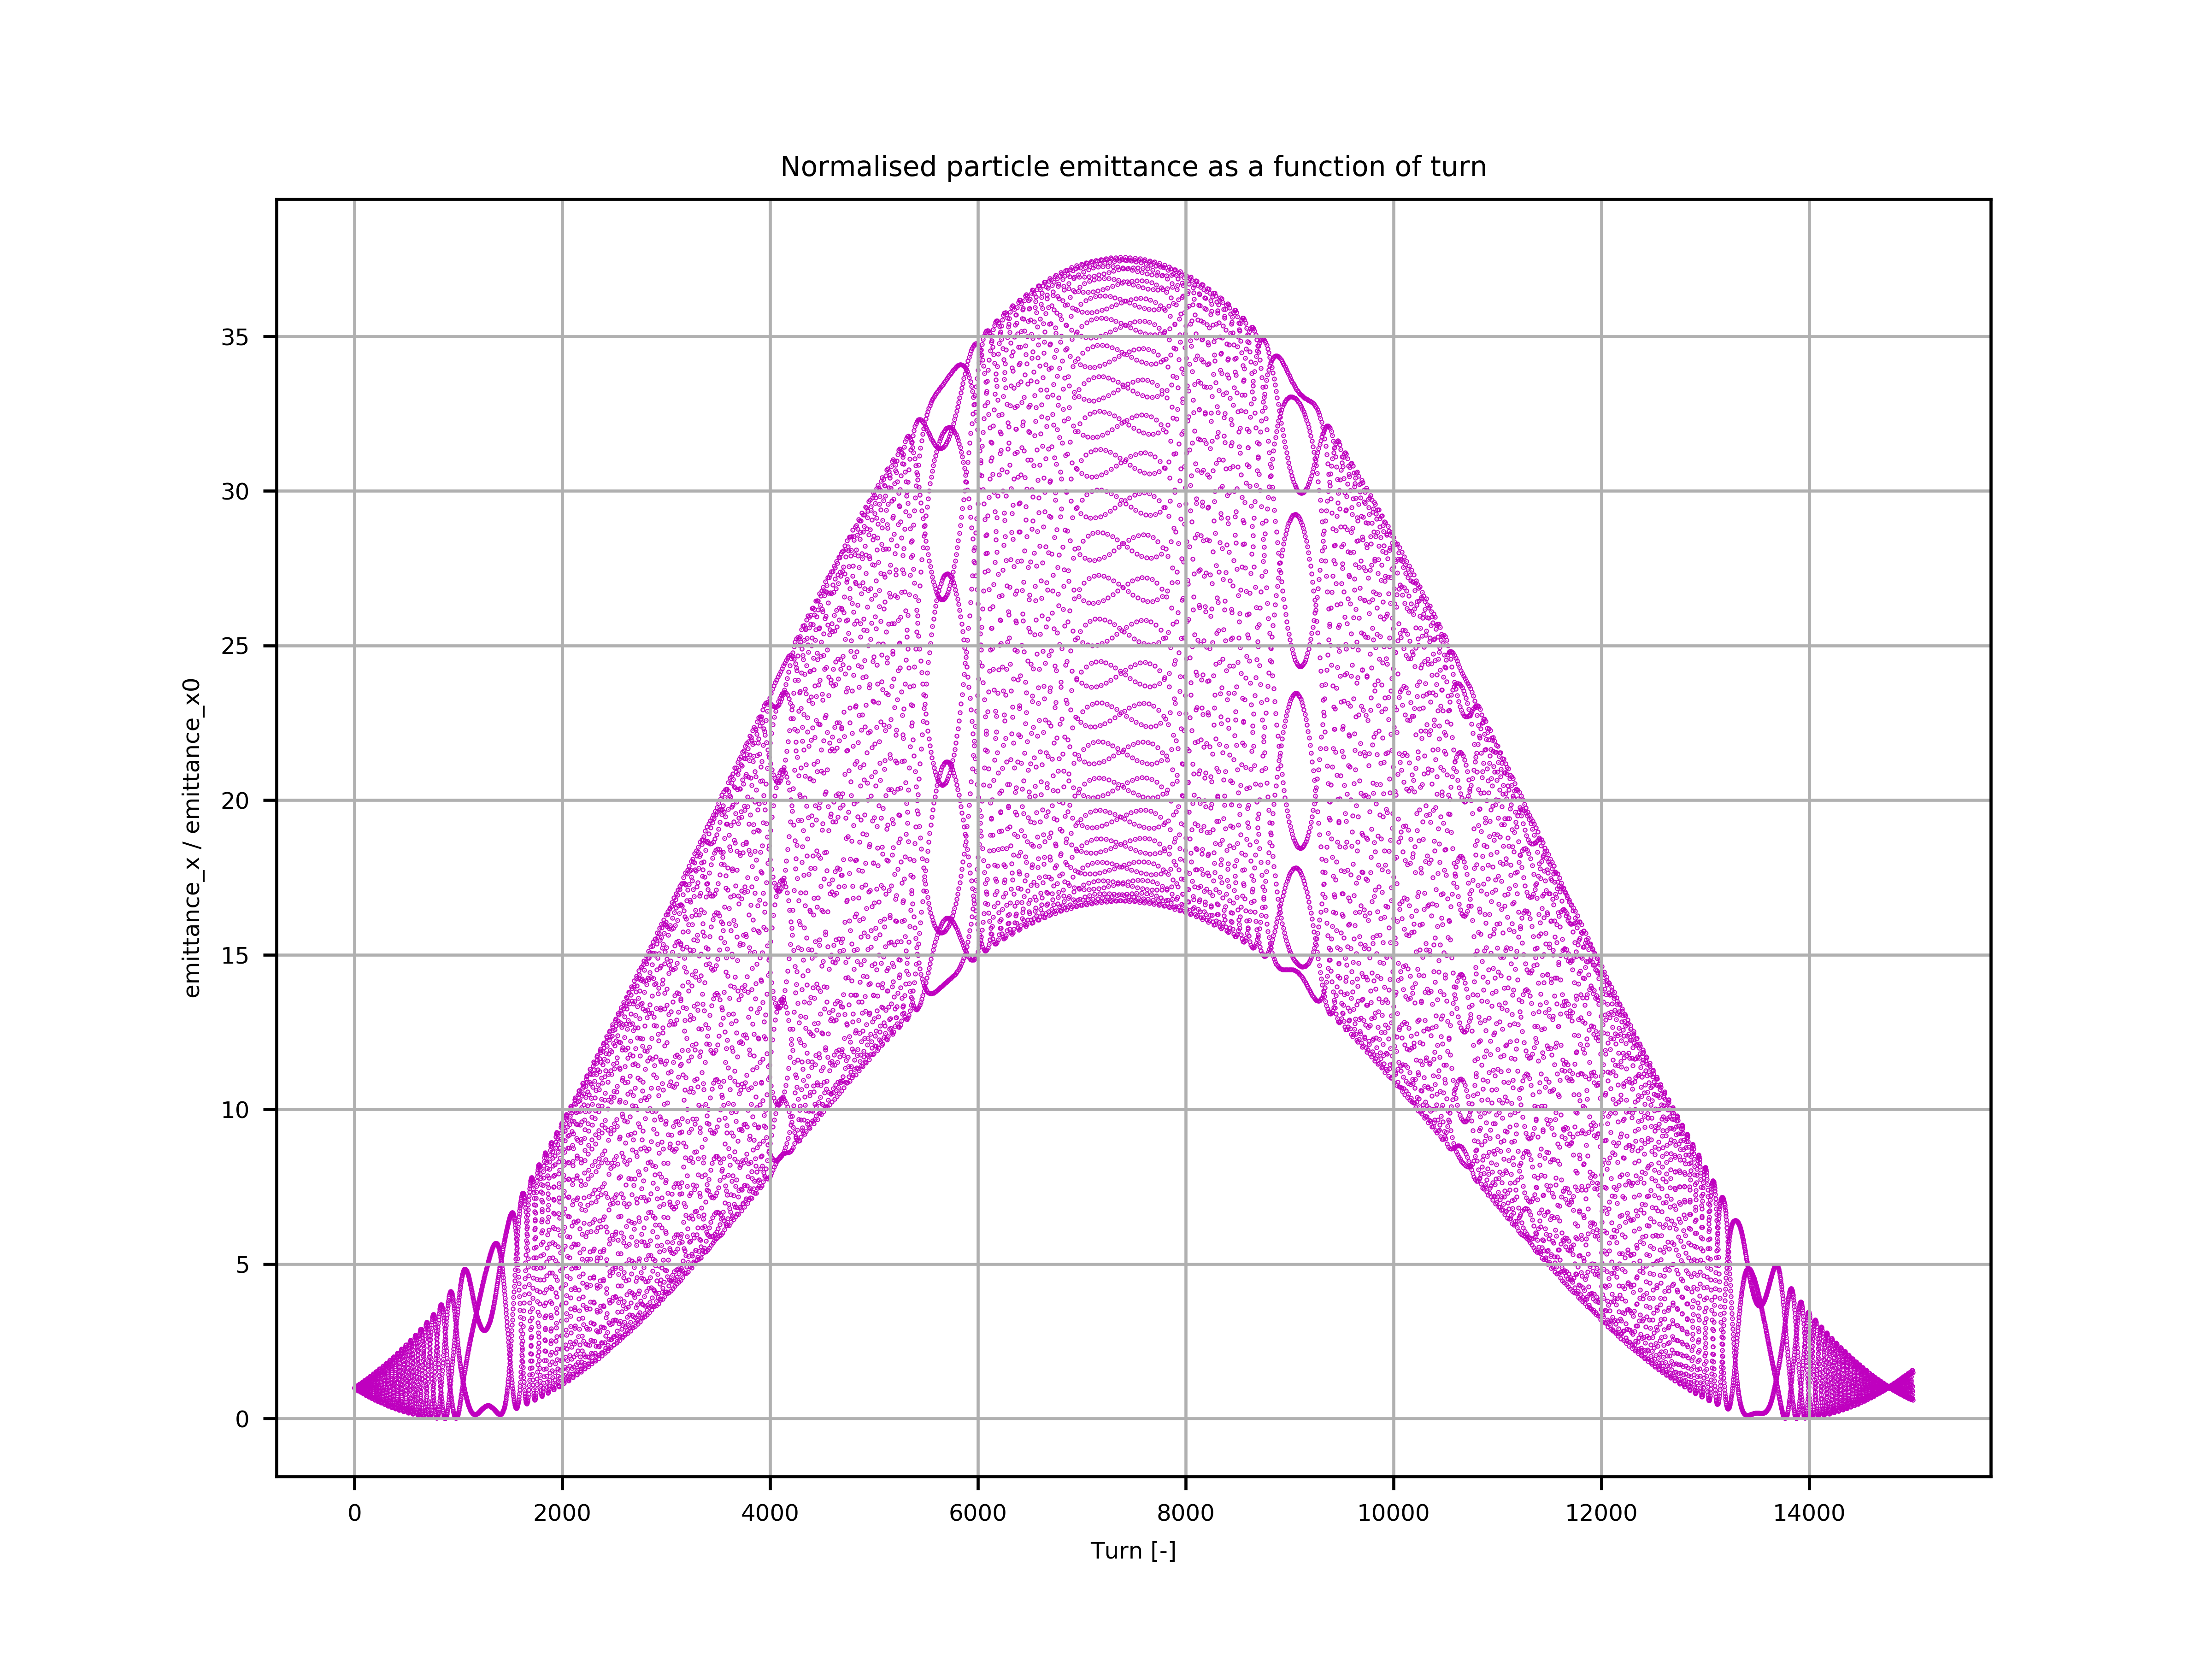 Normalised particle emittance as a function of turn
emittance_x / emittance_x0
35
30
25
20
15
10
5
0
0 2000 4000 6000 8000 10000 12000 14000
Turn [-]